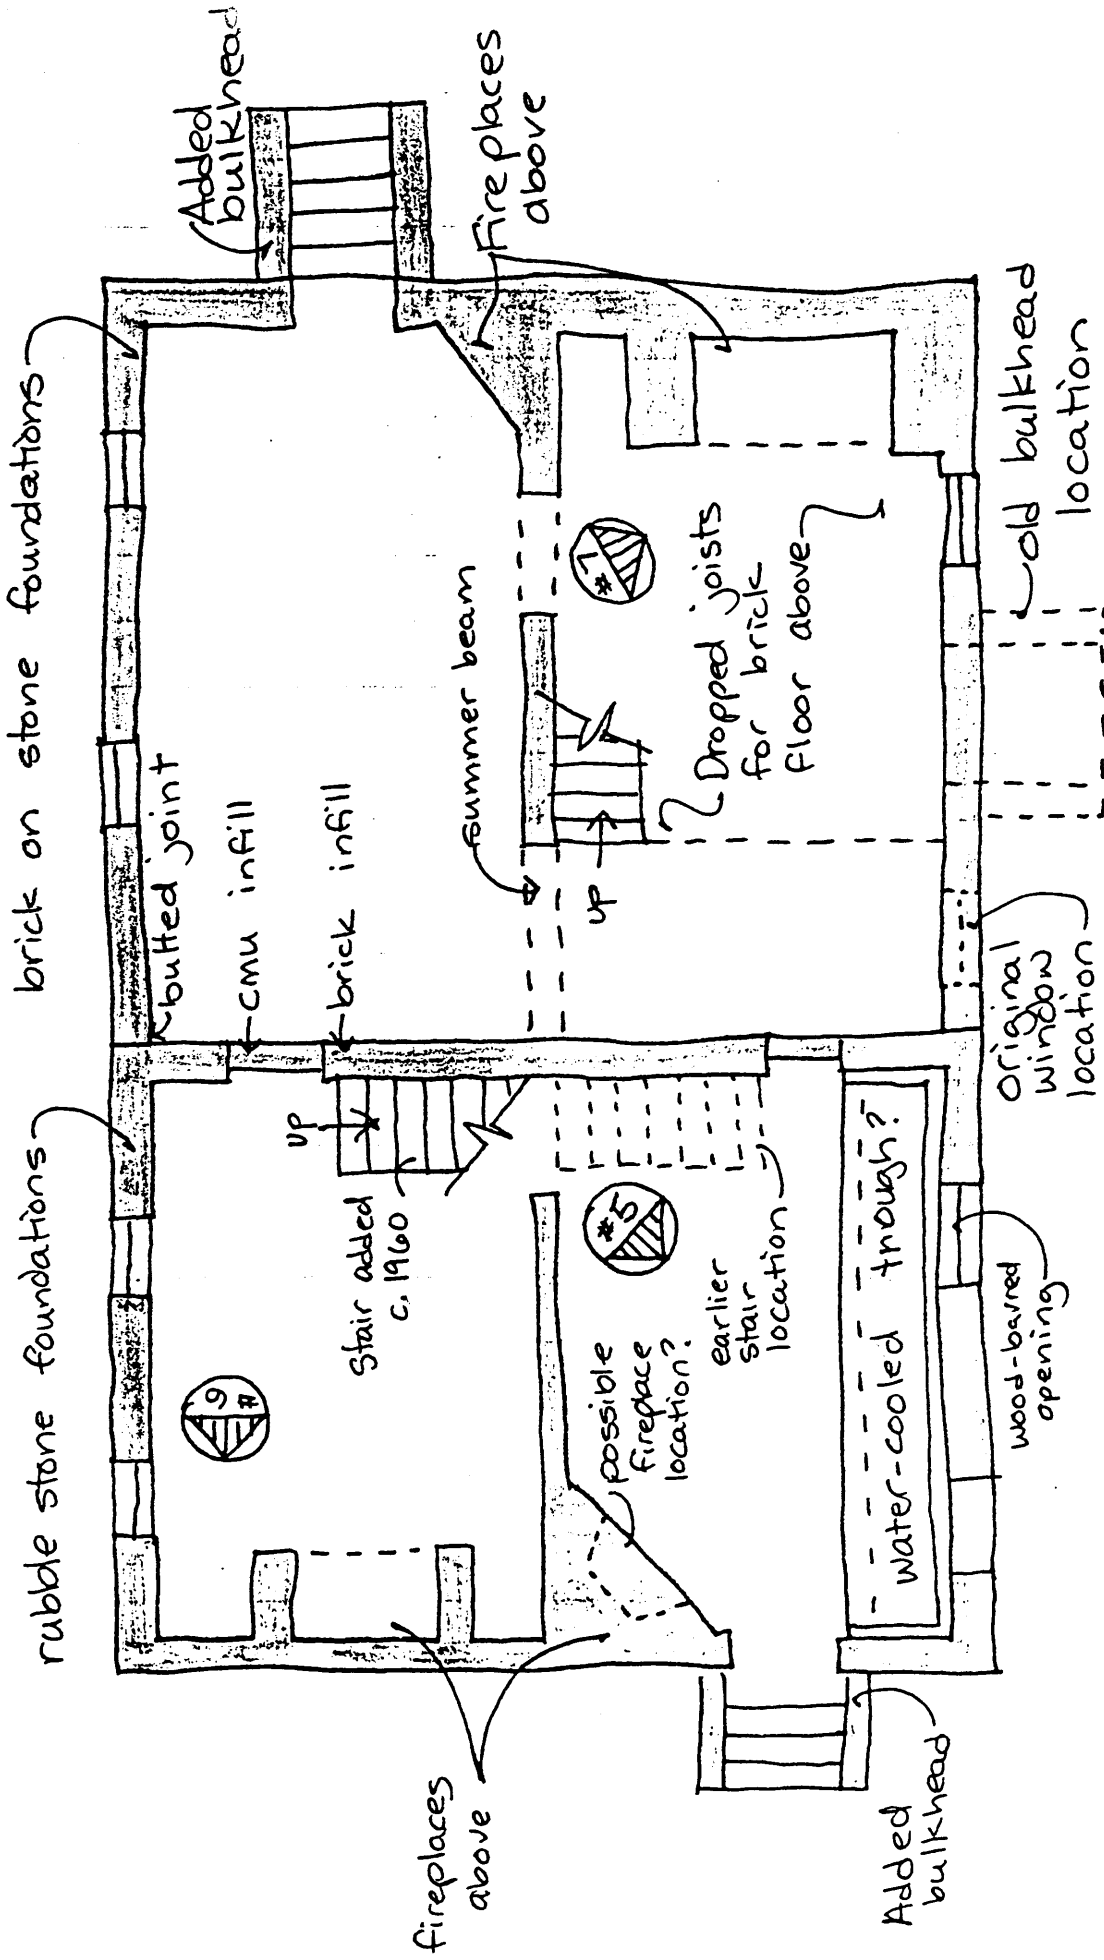 rubble stone foundations
brick on stone foundations
butted joint
cmu infill
brick infill
Added
bulkhead
Fireplaces
above
summer beam
up
Stair added
c. 1960
#9
#7
up
Dropped joists
for brick
floor above
#5
possible
fireplace
location?
earlier
stair
location
fireplaces
above
water-cooled trough?
Added
bulkhead
wood-barred
opening
original
window
location
old bulkhead
location